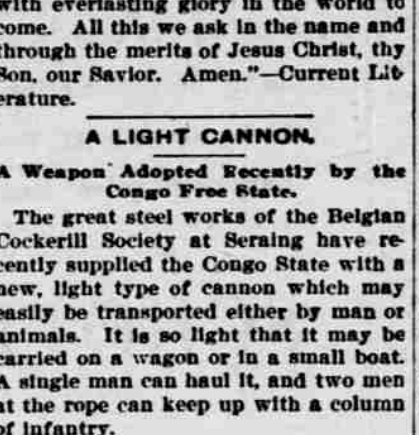 with everlasting glory in the world to
come. All this we ask in the name and
through the merits of Jesus Christ, thy
Son, our Savior. Amen."—Current Lit-
erature.
A LIGHT CANNON.
A Weapon Adopted Recently by the
Congo Free State.
The great steel works of the Belgian
Cockerill Society at Seraing have re-
cently supplied the Congo State with a
new, light type of cannon which may
easily be transported either by man or
animals. It is so light that it may be
carried on a wagon or in a small boat.
A single man can haul it, and two men
at the rope can keep up with a column
of infantry.